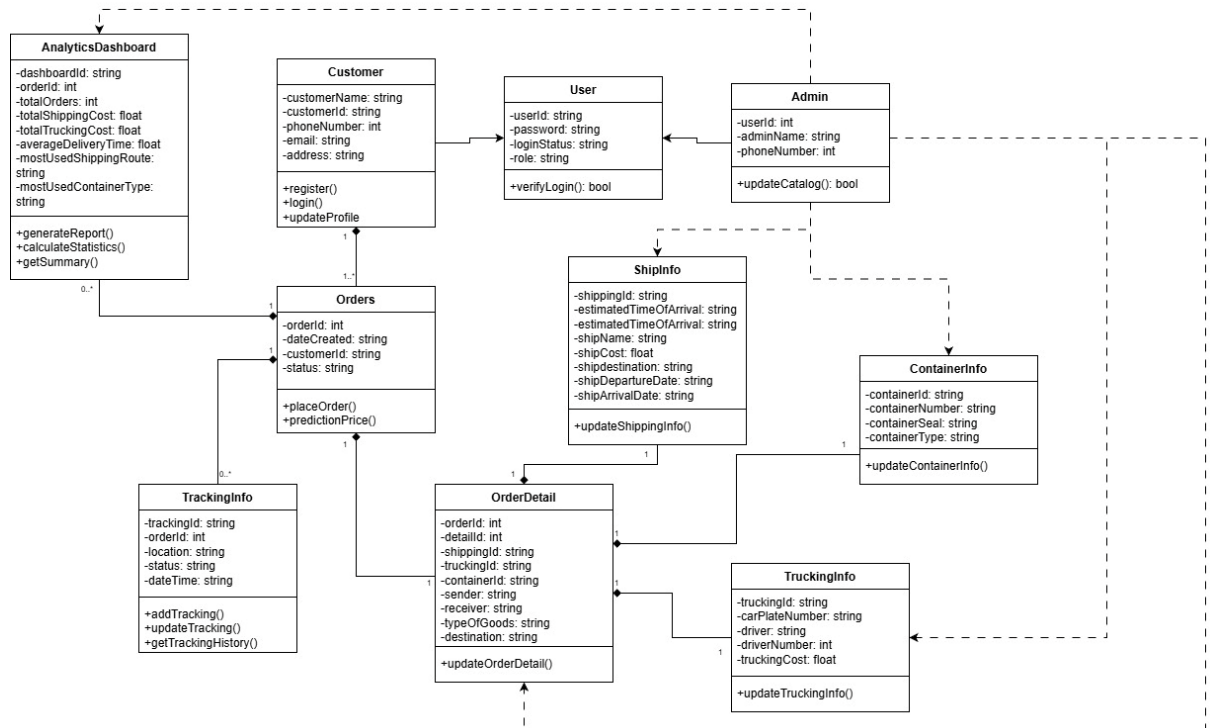 AnalyticsDashboard
-dashboardId: string
-orderId: int
-totalOrders: int
-totalShippingCost: float
-totalTruckingCost: float
-averageDeliveryTime: float
-mostUsedShippingRoute:
string
-mostUsedContainerType:
string
+generateReport()
+calculateStatistics()
+getSummary()
0..*
1
Customer
-customerName: string
-customerId: string
-phoneNumber: int
-email: string
-address: string
+register()
+login()
+updateProfile
1
1..*
User
-userId: string
-password: string
-loginStatus: string
-role: string
+verifyLogin(): bool
Admin
-userId: int
-adminName: string
-phoneNumber: int
+updateCatalog(): bool
Orders
-orderId: int
-dateCreated: string
-customerId: string
-status: string
+placeOrder()
+predictionPrice()
1
1
0..*
1
ShipInfo
-shippingId: string
-estimatedTimeOfArrival: string
-estimatedTimeOfArrival: string
-shipName: string
-shipCost: float
-shipdestination: string
-shipDepartureDate: string
-shipArrivalDate: string
+updateShippingInfo()
1
1
ContainerInfo
-containerId: string
-containerNumber: string
-containerSeal: string
-containerType: string
+updateContainerInfo()
1
1
TrackingInfo
-trackingId: string
-orderId: int
-location: string
-status: string
-dateTime: string
+addTracking()
+updateTracking()
+getTrackingHistory()
OrderDetail
-orderId: int
-detailId: int
-shippingId: string
-truckingId: string
-containerId: string
-sender: string
-receiver: string
-typeOfGoods: string
-destination: string
+updateOrderDetail()
1
1
TruckingInfo
-truckingId: string
-carPlateNumber: string
-driver: string
-driverNumber: int
-truckingCost: float
+updateTruckingInfo()